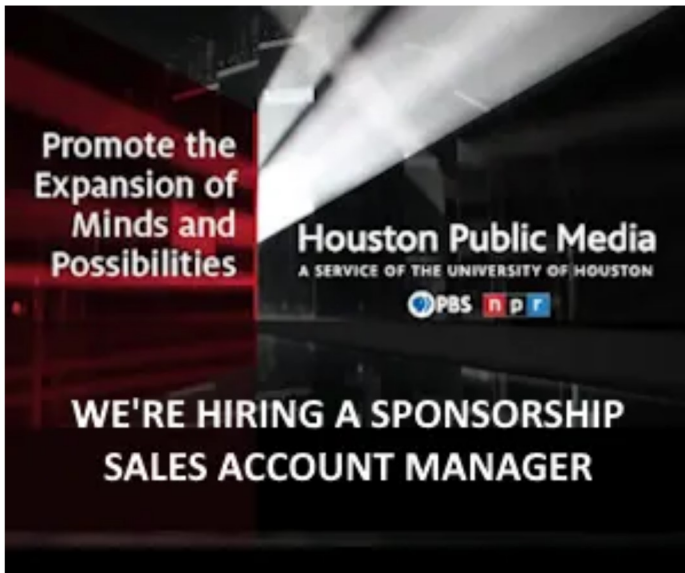 Promote the
Expansion of
Minds and
Possibilities
Houston Public Media
A SERVICE OF THE UNIVERSITY OF HOUSTON
PBS npr
WE'RE HIRING A SPONSORSHIP
SALES ACCOUNT MANAGER